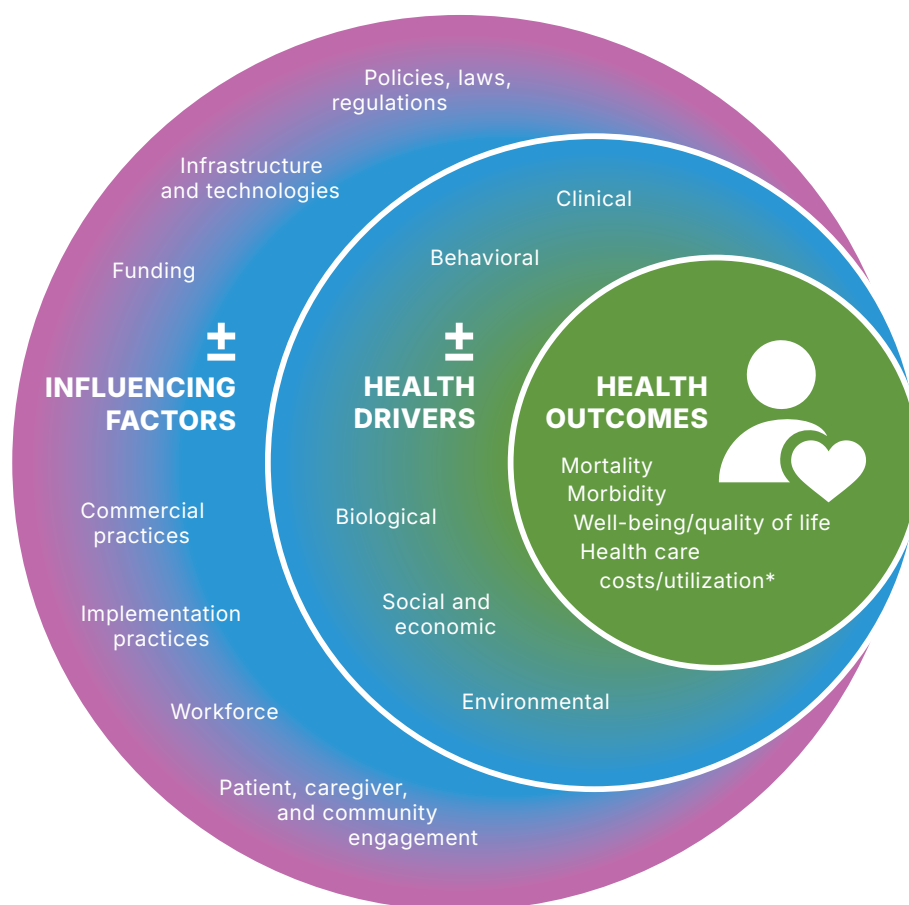 Policies, laws,
regulations
Infrastructure
and technologies
Funding
±
INFLUENCING
FACTORS
Commercial
practices
Implementation
practices
Workforce
Patient, caregiver,
and community
engagement
Clinical
Behavioral
±
HEALTH
DRIVERS
Biological
Social and
economic
Environmental
HEALTH
OUTCOMES
Mortality
Morbidity
Well-being/quality of life
Health care
costs/utilization*